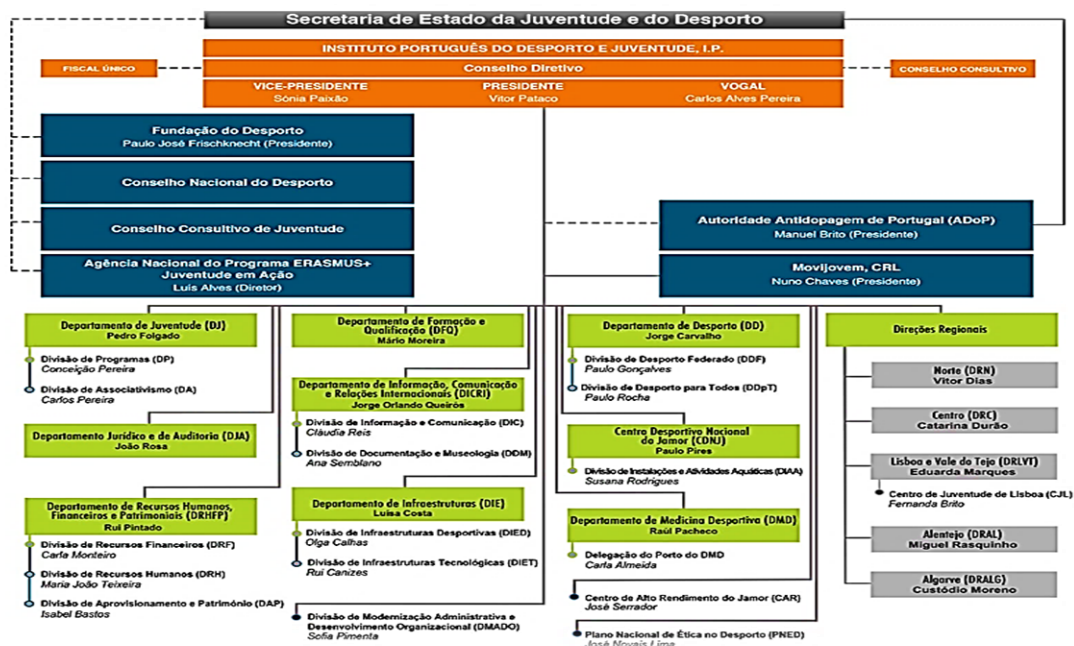 Secretaria de Estado da Juventude e do Desporto
INSTITUTO PORTUGUÊS DO DESPORTO E JUVENTUDE, I.P.
FISCAL ÚNICO
Conselho Diretivo
CONSELHO CONSULTIVO
VICE-PRESIDENTE
Sónia Paixão
PRESIDENTE
Vitor Pataco
VOGAL
Carlos Alves Pereira
Fundação do Desporto
Paulo José Frischknecht (Presidente)
Conselho Nacional do Desporto
Conselho Consultivo de Juventude
Agência Nacional do Programa ERASMUS+
Juventude em Ação
Luís Alves (Diretor)
Autoridade Antidopagem de Portugal (ADoP)
Manuel Brito (Presidente)
Movijovem, CRL
Nuno Chaves (Presidente)
Departamento de Juventude (DJ)
Pedro Folgado
Divisão de Programas (DP)
Conceição Pereira
Divisão de Associativismo (DA)
Carlos Pereira
Departamento Jurídico e de Auditoria (DJA)
João Rosa
Departamento de Recursos Humanos,
Financeiros e Patrimoniais (DRHFP)
Rui Pintado
Divisão de Recursos Financeiros (DRF)
Carla Monteiro
Divisão de Recursos Humanos (DRH)
Maria João Teixeira
Divisão de Aprovisionamento e Património (DAP)
Isabel Bastos
Departamento de Formação e
Qualificação (DFQ)
Mário Moreira
Departamento de Informação, Comunicação
e Relações Internacionais (DICRI)
Jorge Orlando Queirós
Divisão de Informação e Comunicação (DIC)
Cláudia Reis
Divisão de Documentação e Museologia (DDM)
Ana Semblano
Departamento de Infraestruturas (DIE)
Luísa Costa
Divisão de Infraestruturas Desportivas (DIED)
Olga Calhas
Divisão de Infraestruturas Tecnológicas (DIET)
Rui Canizes
Divisão de Modernização Administrativa e
Desenvolvimento Organizacional (DMADO)
Sofia Pimenta
Departamento de Desporto (DD)
Jorge Carvalho
Divisão de Desporto Federado (DDF)
Paulo Gonçalves
Divisão de Desporto para Todos (DDpT)
Paulo Rocha
Centro Desportivo Nacional
do Jamor (CDNJ)
Paulo Pires
Divisão de Instalações e Atividades Aquáticas (DIAA)
Susana Rodrigues
Departamento de Medicina Desportiva (DMD)
Raúl Pacheco
Delegação do Porto do DMD
Carla Almeida
Centro de Alto Rendimento do Jamor (CAR)
José Serrador
Plano Nacional de Ética no Desporto (PNED)
José Novais Lima
Direções Regionais
Norte (DRN)
Vitor Dias
Centro (DRC)
Catarina Durão
Lisboa e Vale do Tejo (DRLVT)
Eduarda Marques
Centro de Juventude de Lisboa (CJL)
Fernanda Brito
Alentejo (DRAL)
Miguel Rasquinho
Algarve (DRALG)
Custódio Moreno